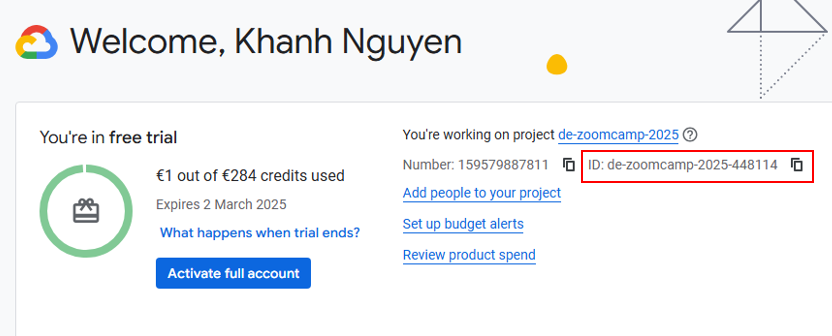 Welcome, Khanh Nguyen
You're in free trial
€1 out of €284 credits used
Expires 2 March 2025
What happens when trial ends?
Activate full account
You're working on project de-zoomcamp-2025 ?
Number: 159579887811 ID: de-zoomcamp-2025-448114
Add people to your project
Set up budget alerts
Review product spend